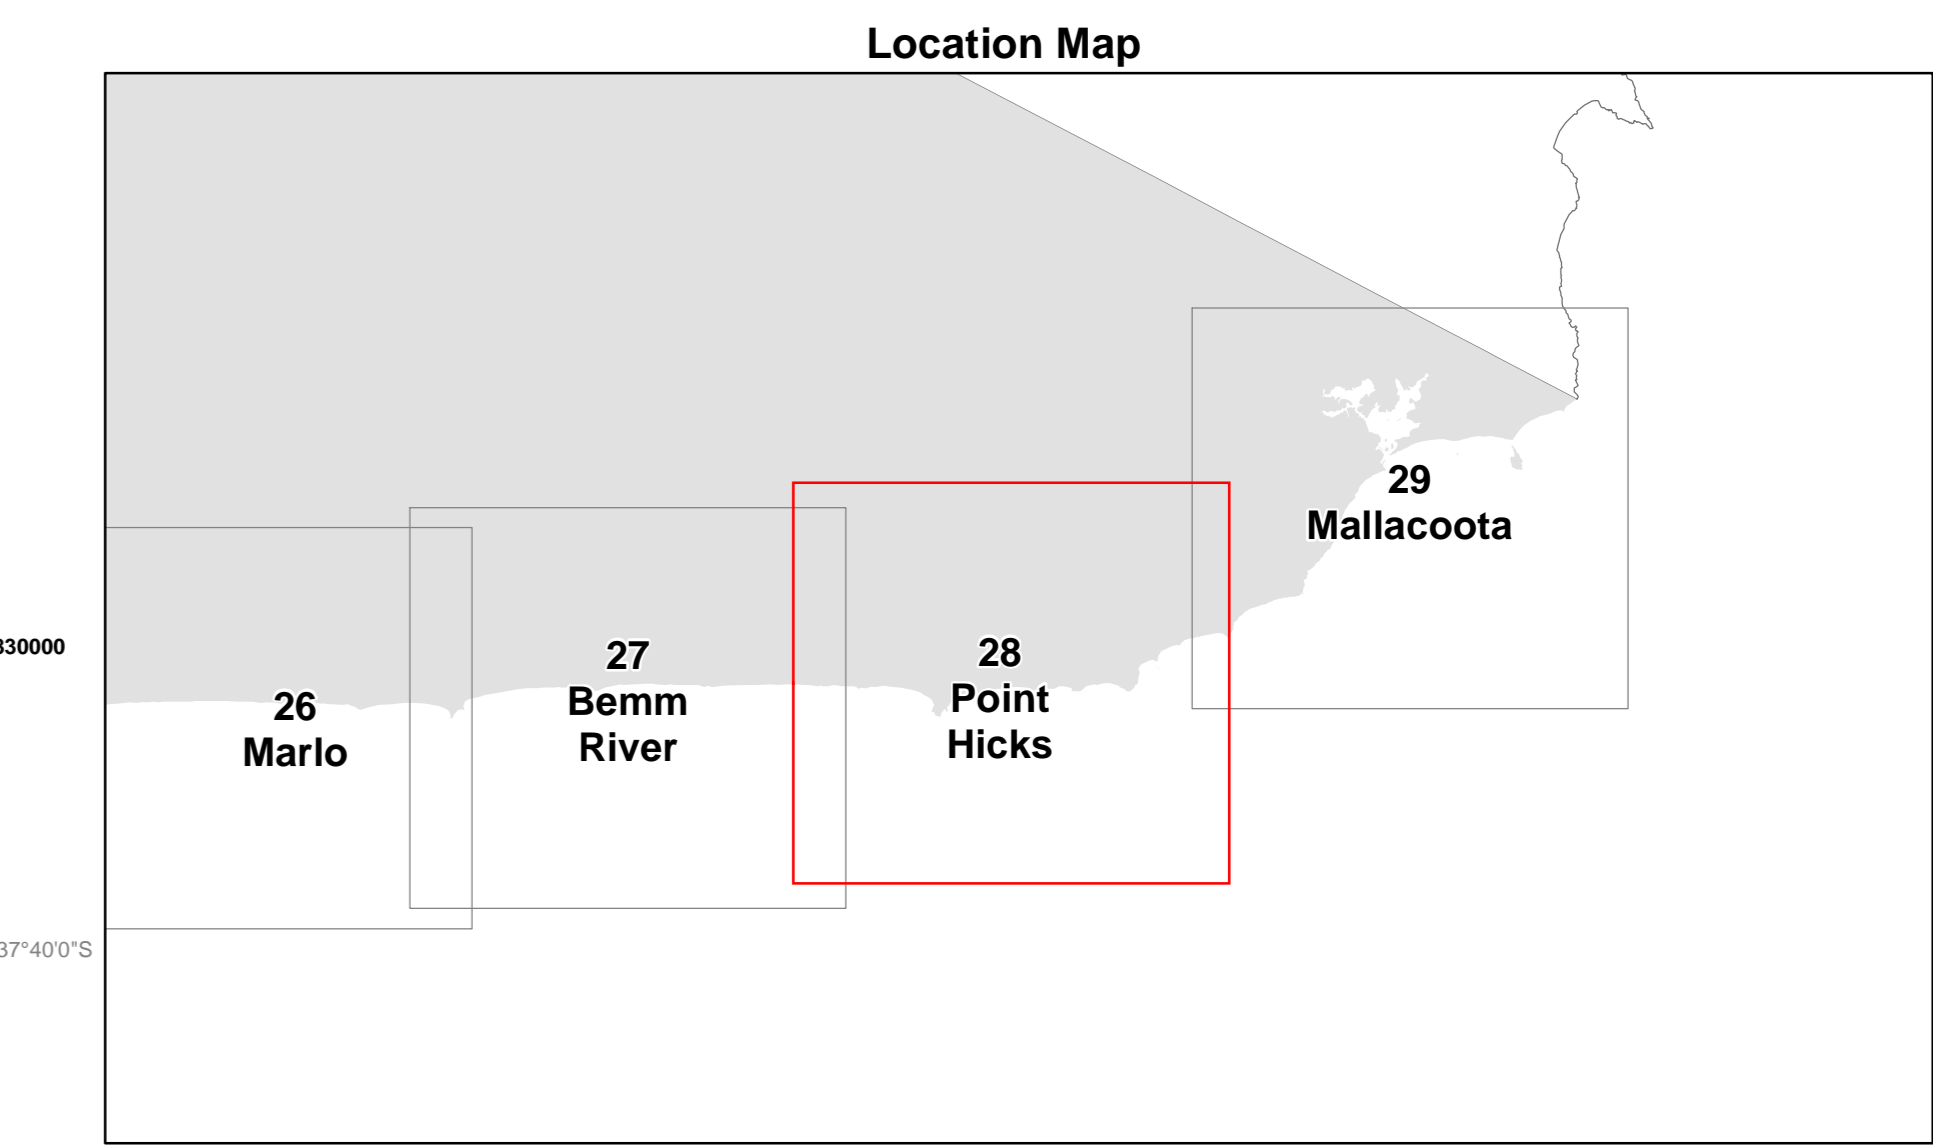 Location Map
29
Mallacoota
28
Point
Hicks
27
Bemm
River
26
Marlo
330000
37°40'0"S